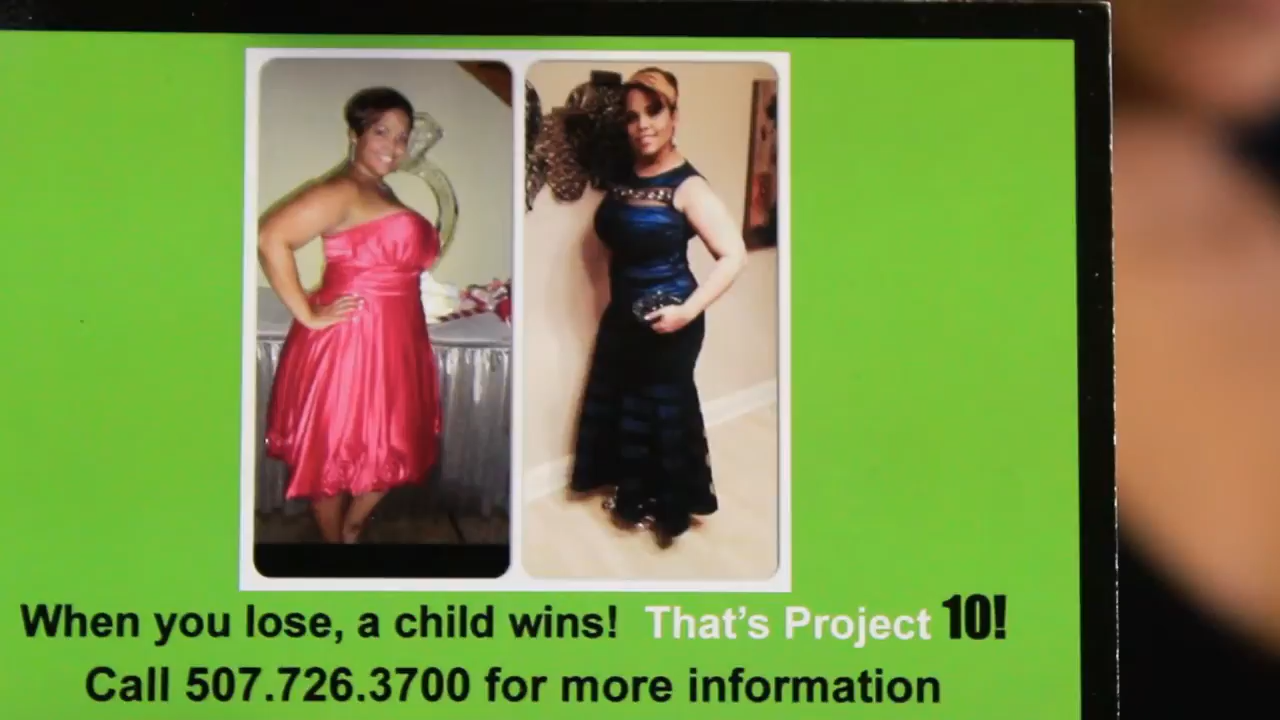 When you lose, a child wins! That's Project 10!
Call 507.726.3700 for more information